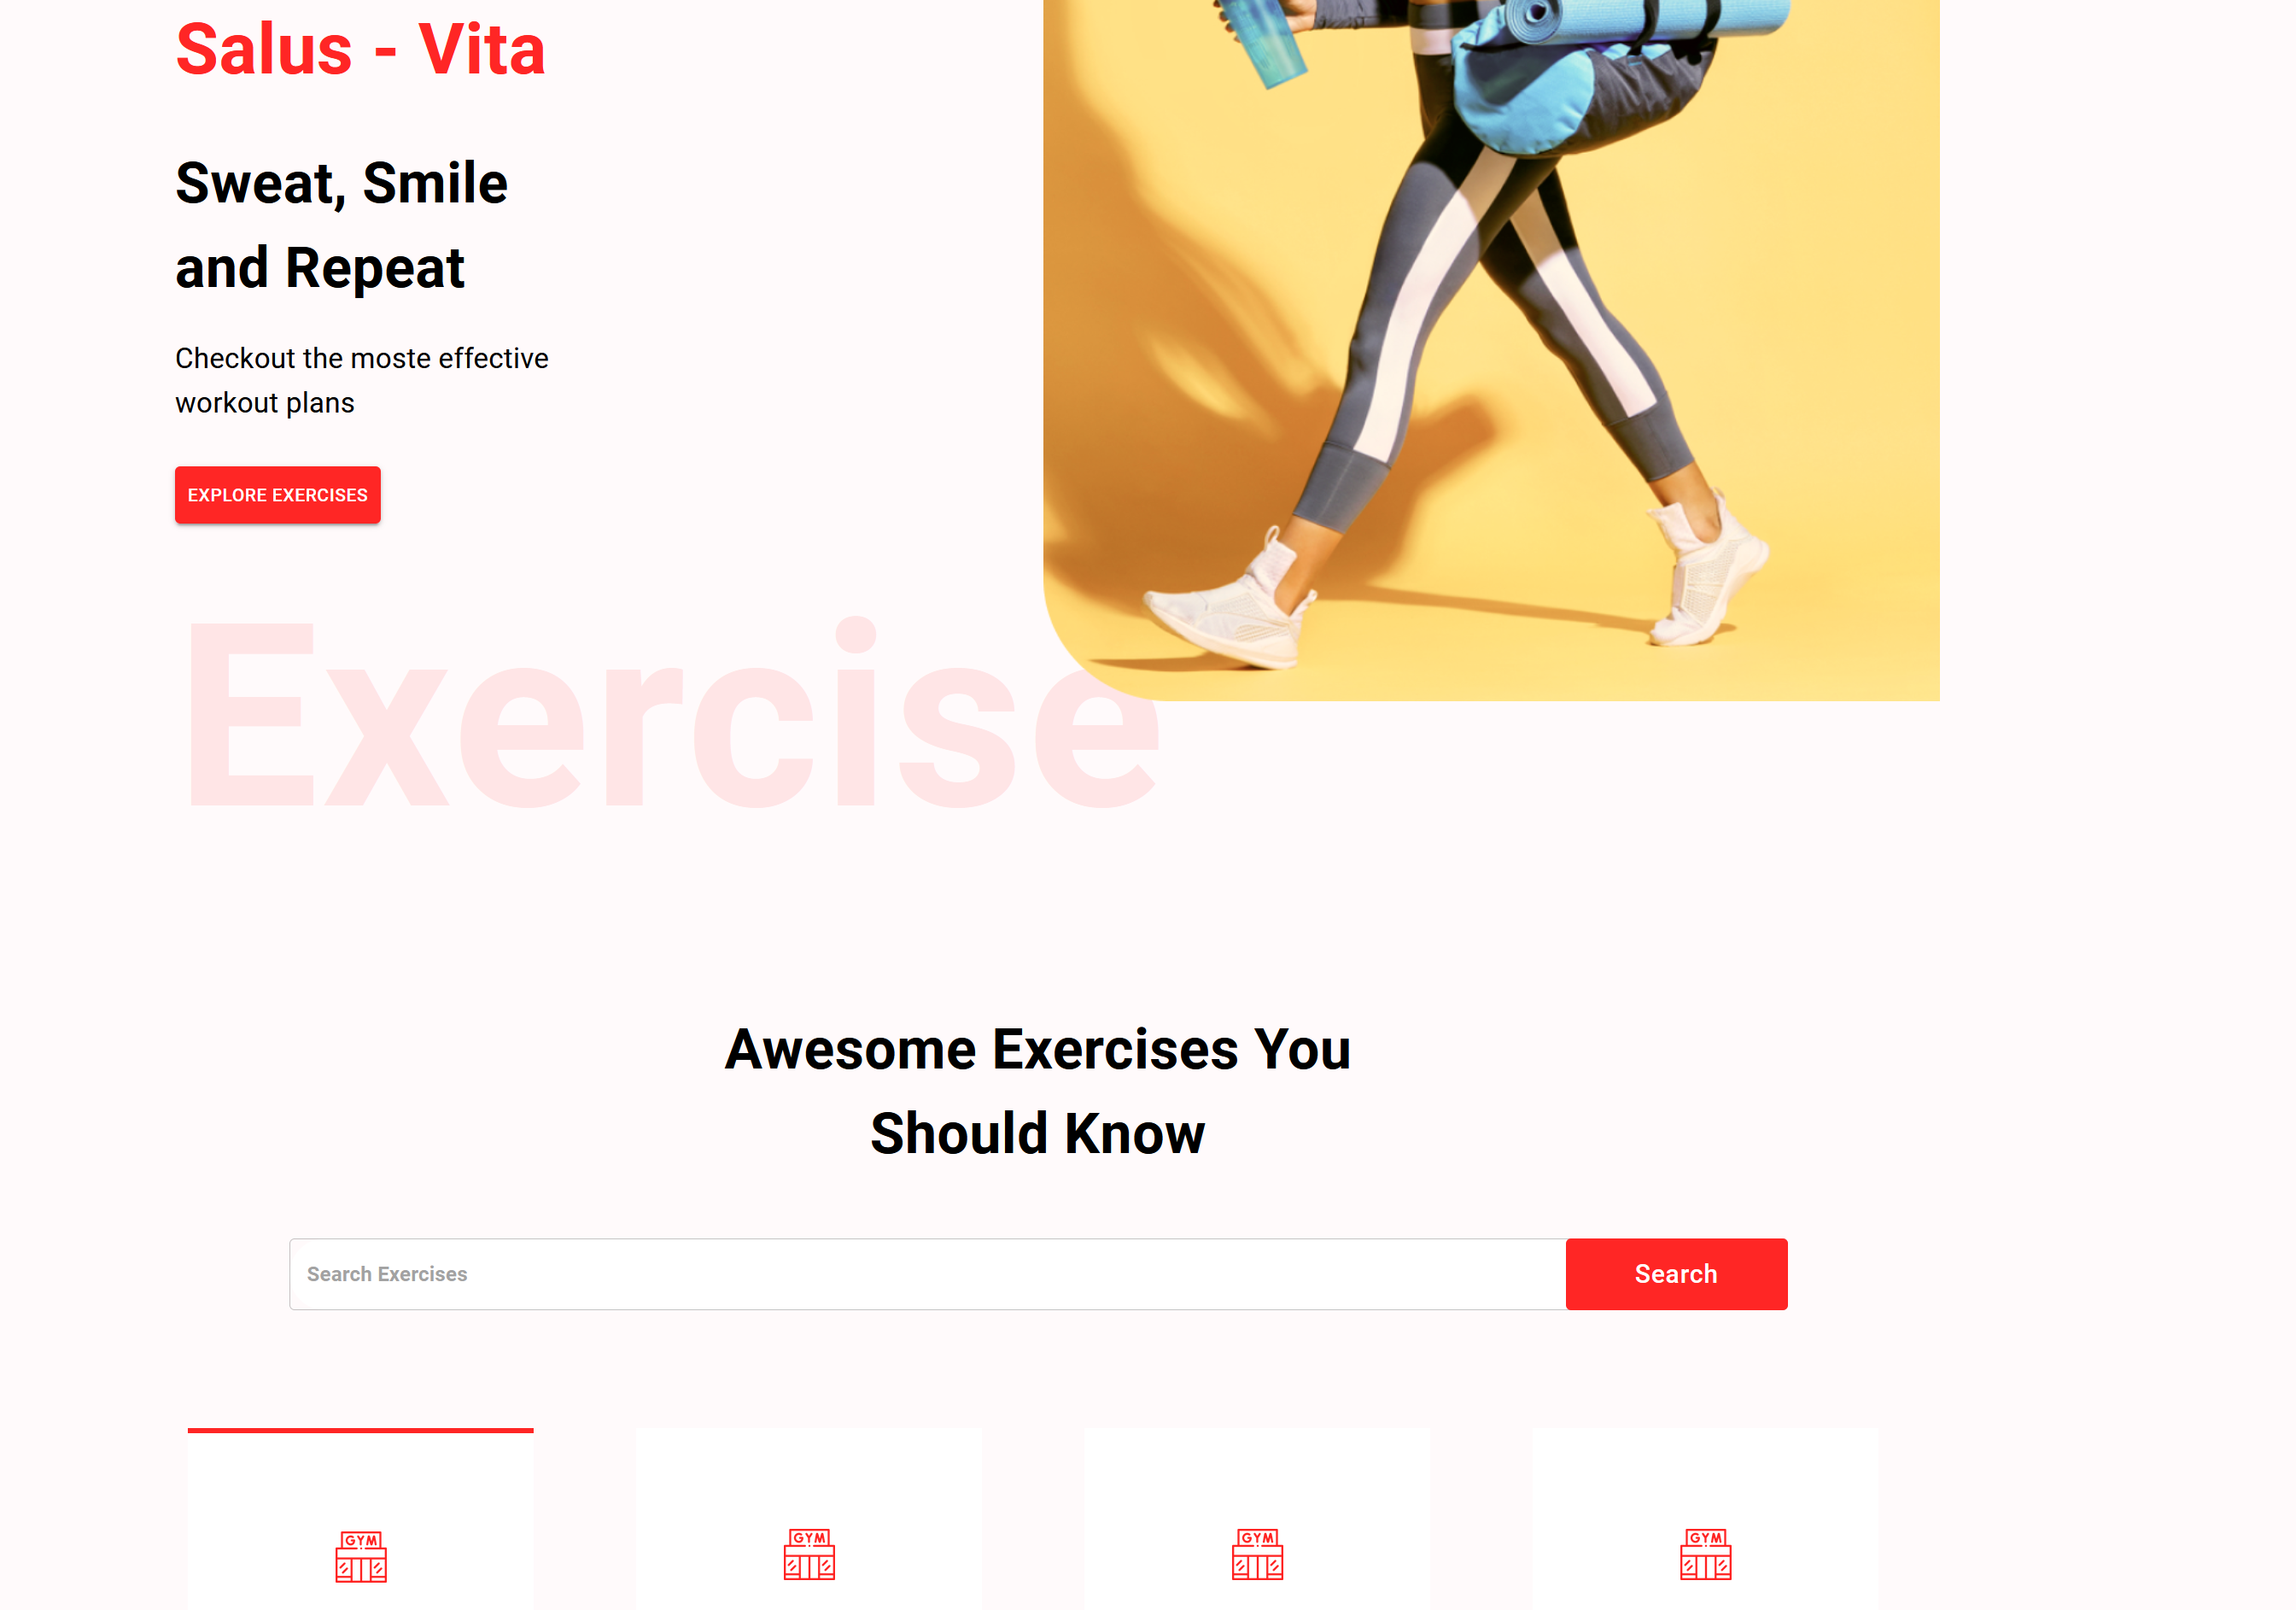 Salus - Vita
Sweat, Smile
and Repeat
Checkout the moste effective
workout plans
EXPLORE EXERCISES
Exercise
Awesome Exercises You
Should Know
Search Exercises
Search
GYM
GYM
GYM
GYM